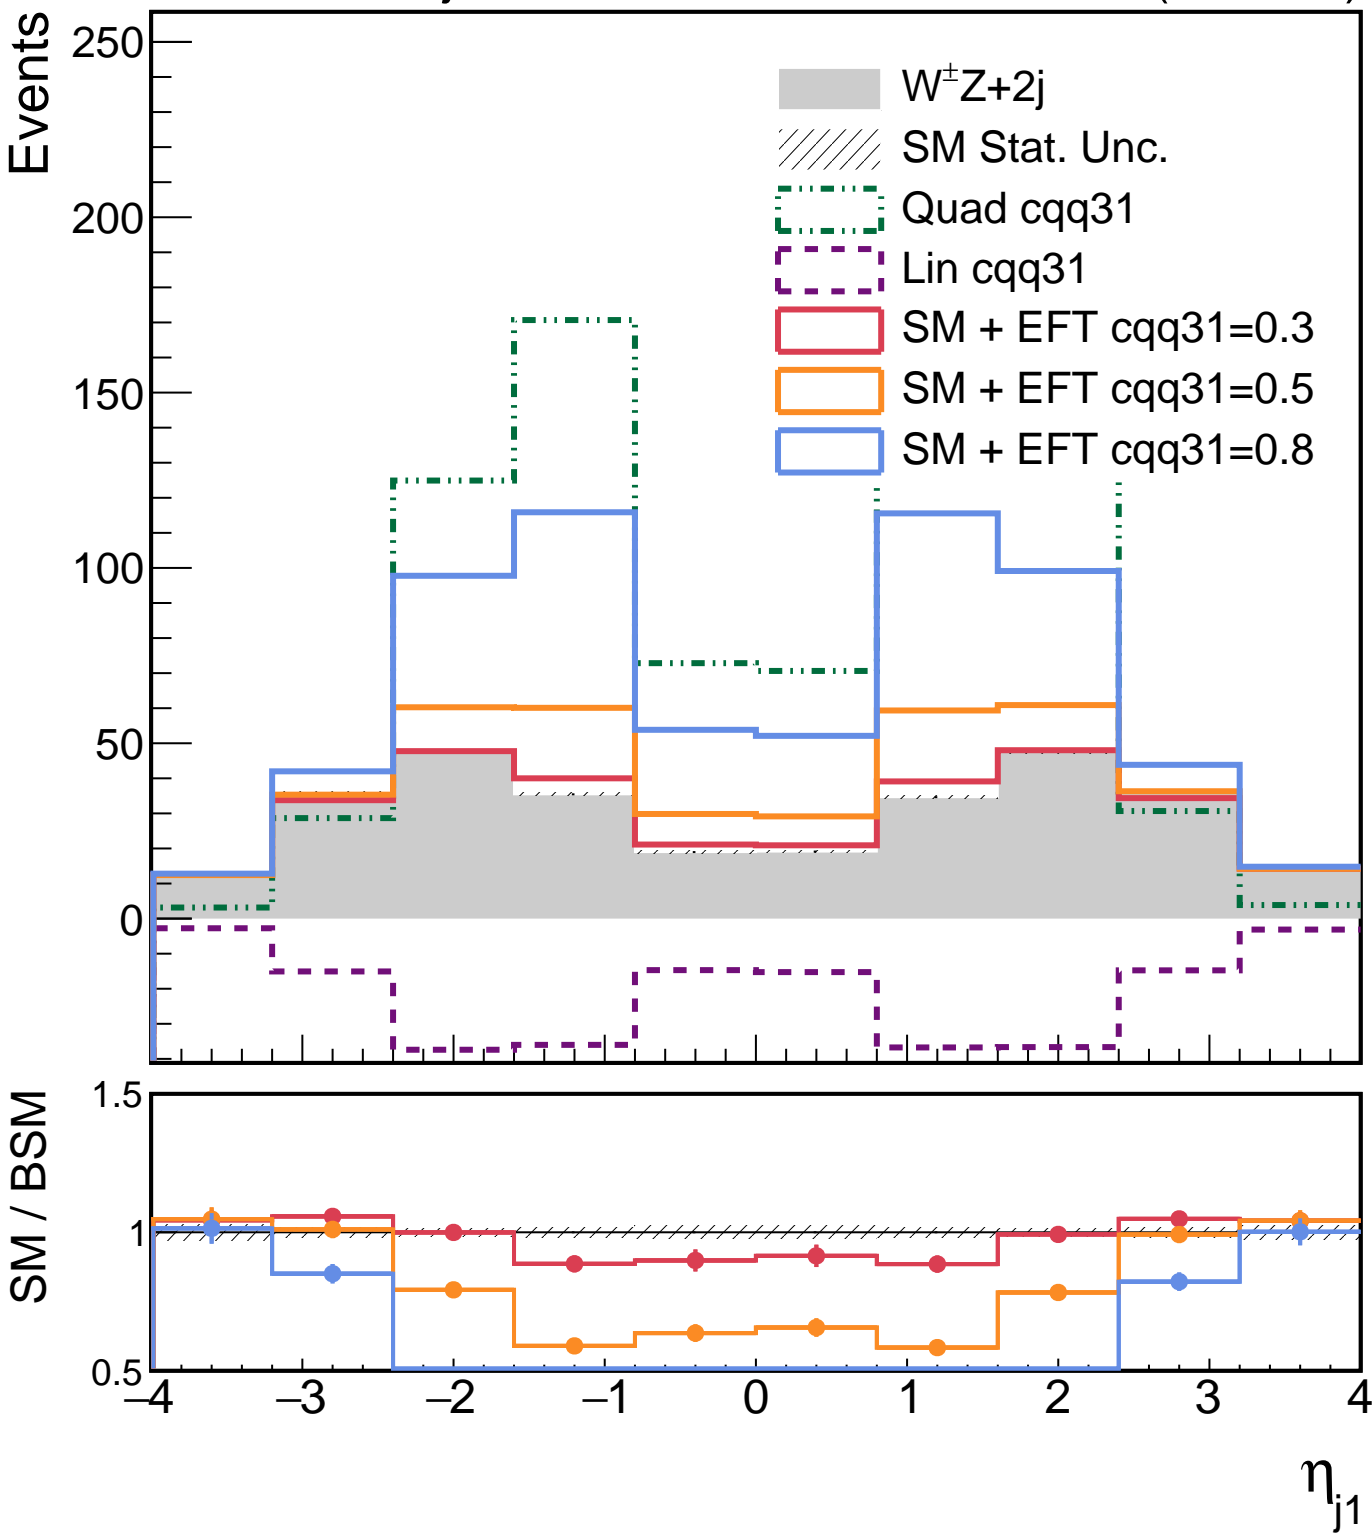 Events
250
200
150
100
50
0
W±Z+2j
SM Stat. Unc.
Quad cqq31
Lin cqq31
SM + EFT cqq31=0.3
SM + EFT cqq31=0.5
SM + EFT cqq31=0.8
SM / BSM
1.5
1
0.5
−4 −3 −2 −1 0 1 2 3 4
ηj1